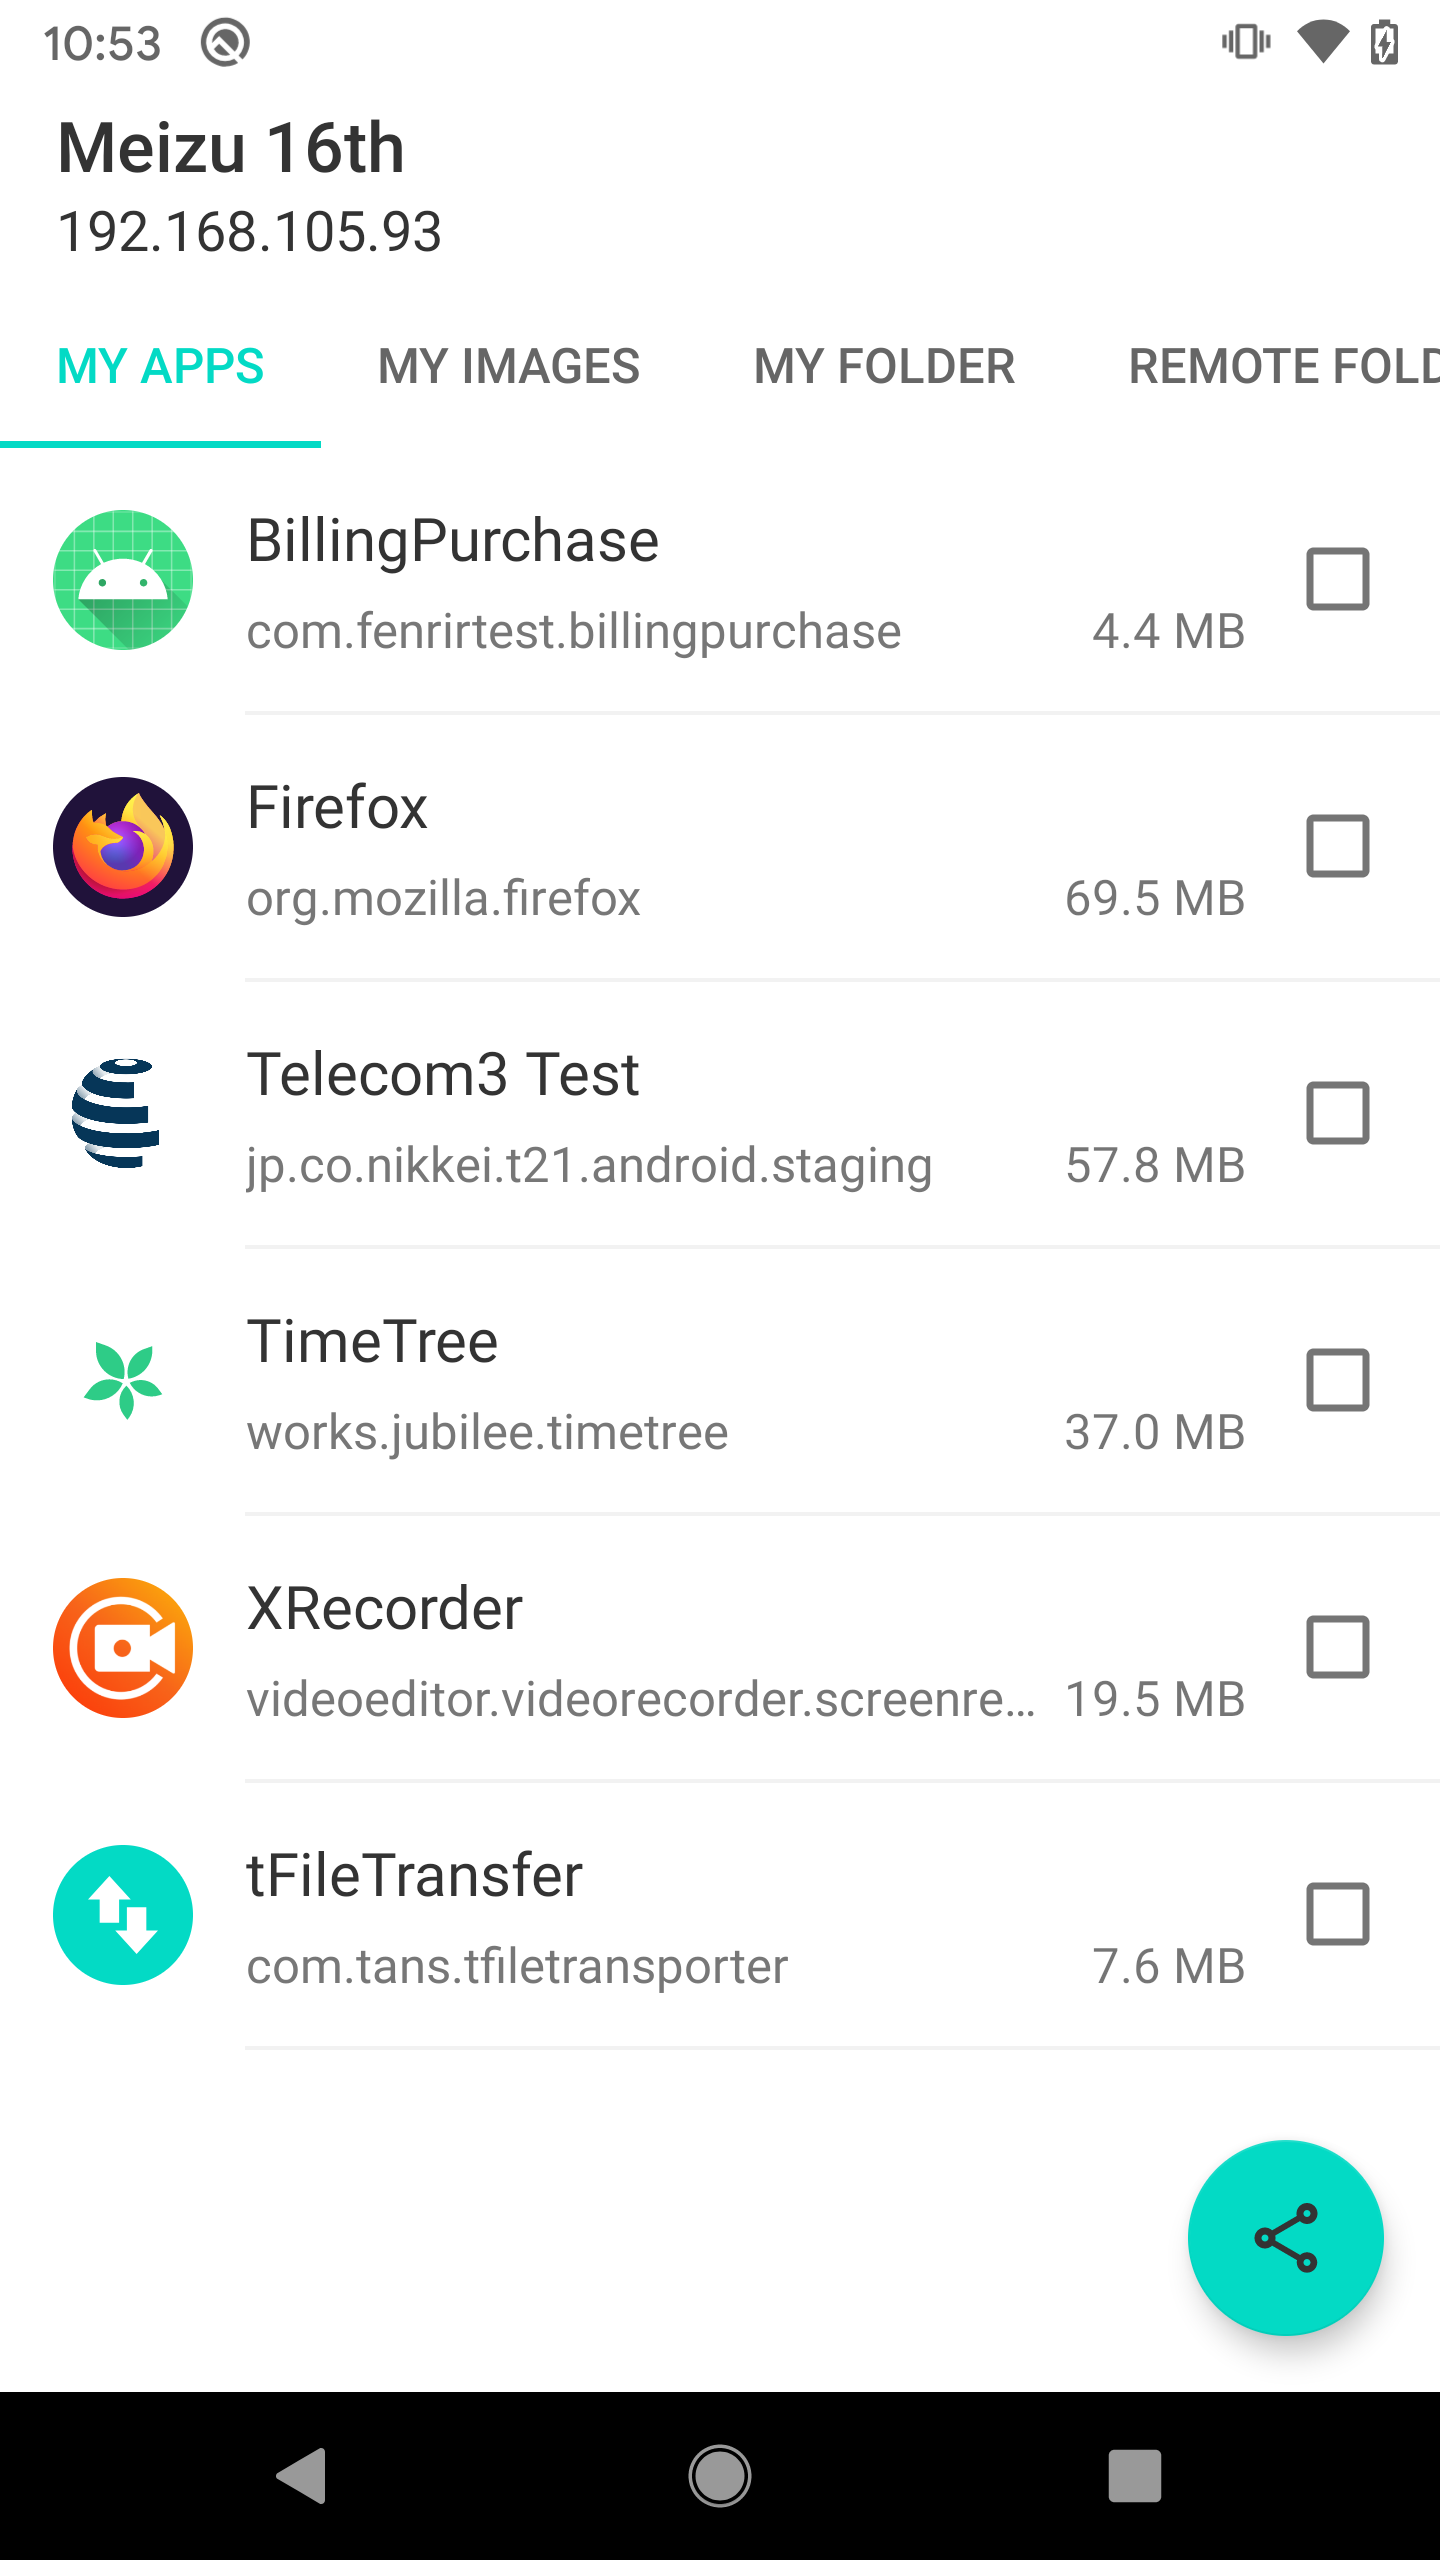 10:53
Meizu 16th
192.168.105.93
MY APPS MY IMAGES MY FOLDER REMOTE FOLD
BillingPurchase
com.fenrirtest.billingpurchase 4.4 MB
Firefox
org.mozilla.firefox 69.5 MB
Telecom3 Test
jp.co.nikkei.t21.android.staging 57.8 MB
TimeTree
works.jubilee.timetree 37.0 MB
XRecorder
videoeditor.videorecorder.screenre... 19.5 MB
tFileTransfer
com.tans.tfiletransporter 7.6 MB